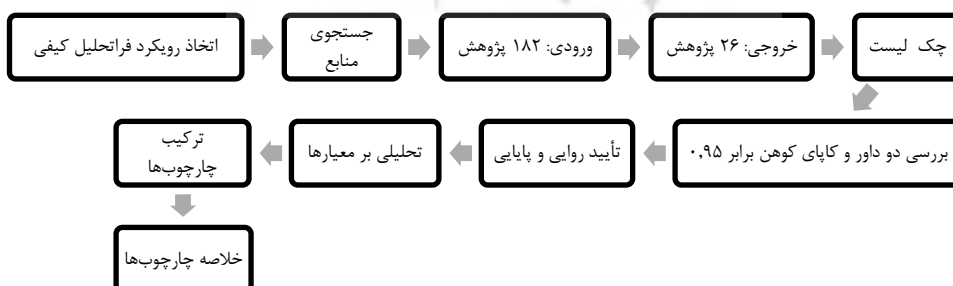 اتخاذ رویکرد فراتحلیل کیفی
جستجوی
منابع
ورودی: ۱۸۲ پژوهش
خروجی: ۲۶ پژوهش
چک لیست
بررسی دو داور و کاپای کوهن برابر ۰,۹۵
تأیید روایی و پایایی
تحلیلی بر معیارها
ترکیب
چارچوب‌ها
خلاصه چارچوب‌ها